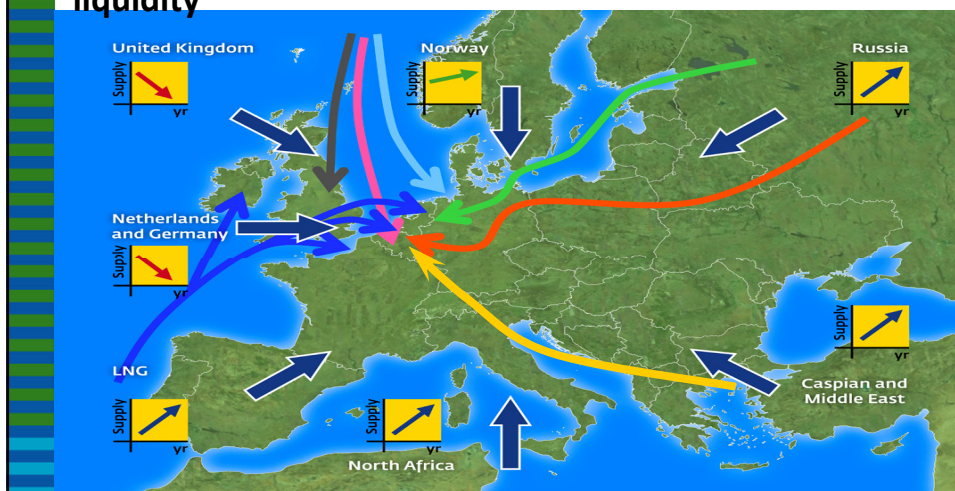 liquidity
United Kingdom
Supply
yr
Norway
Supply
yr
Russia
Supply
yr
Netherlands
and Germany
Supply
yr
LNG
Supply
yr
North Africa
Supply
yr
Supply
yr
Caspian and
Middle East